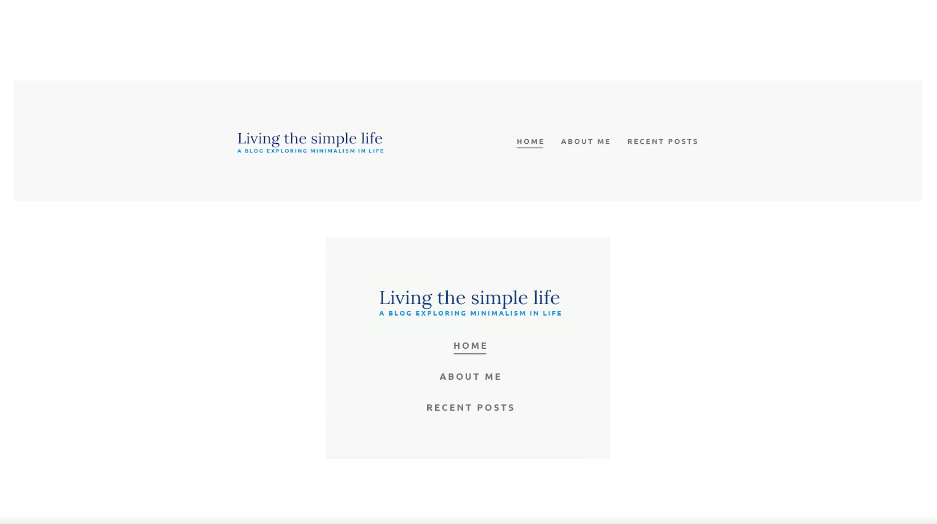 Living the simple life
A BLOG EXPLORING MINIMALISM IN LIFE
HOME ABOUT ME RECENT POSTS
Living the simple life
A BLOG EXPLORING MINIMALISM IN LIFE
HOME
ABOUT ME
RECENT POSTS